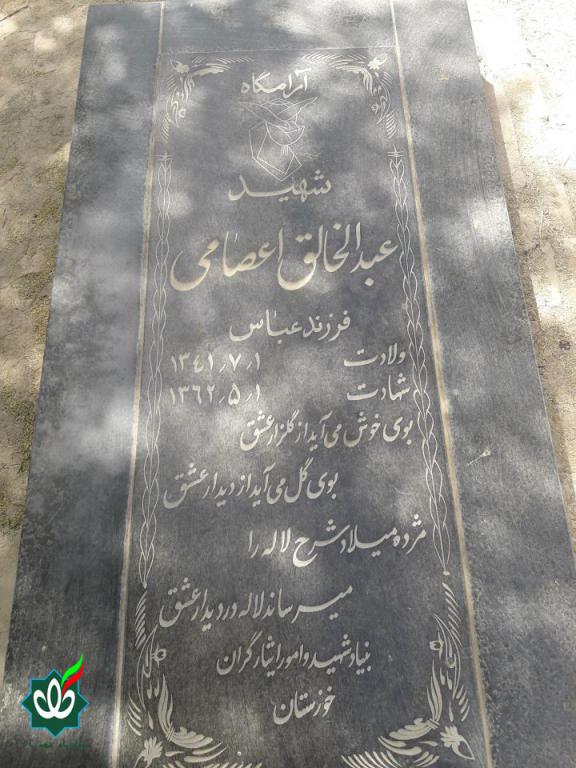 آرامگاه
شهید
عبدالخالق اعصامی
فرزند عباس
ولادت ۱۳۴۱٫۷٫۱
شهادت ۱۳۶۲٫۵٫۱
بوی خوش می آید از گلزار عشق
بوی گل می آید از دیدار عشق
مژده میلاد شرح لاله را
میرساند لاله در دیدار عشق
بنیاد شهید و امور ایثارگران
خوزستان